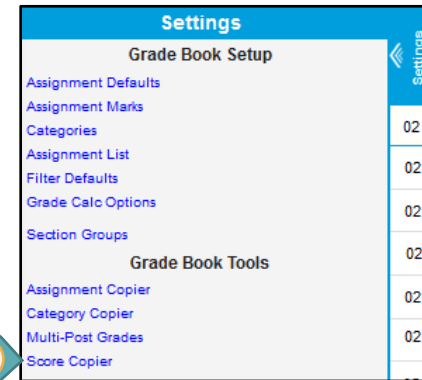 Settings
Grade Book Setup
Assignment Defaults
Assignment Marks
Categories
Assignment List
Filter Defaults
Grade Calc Options
Section Groups
Grade Book Tools
Assignment Copier
Category Copier
Multi-Post Grades
Score Copier
Settings
02
02
02
02
02
02